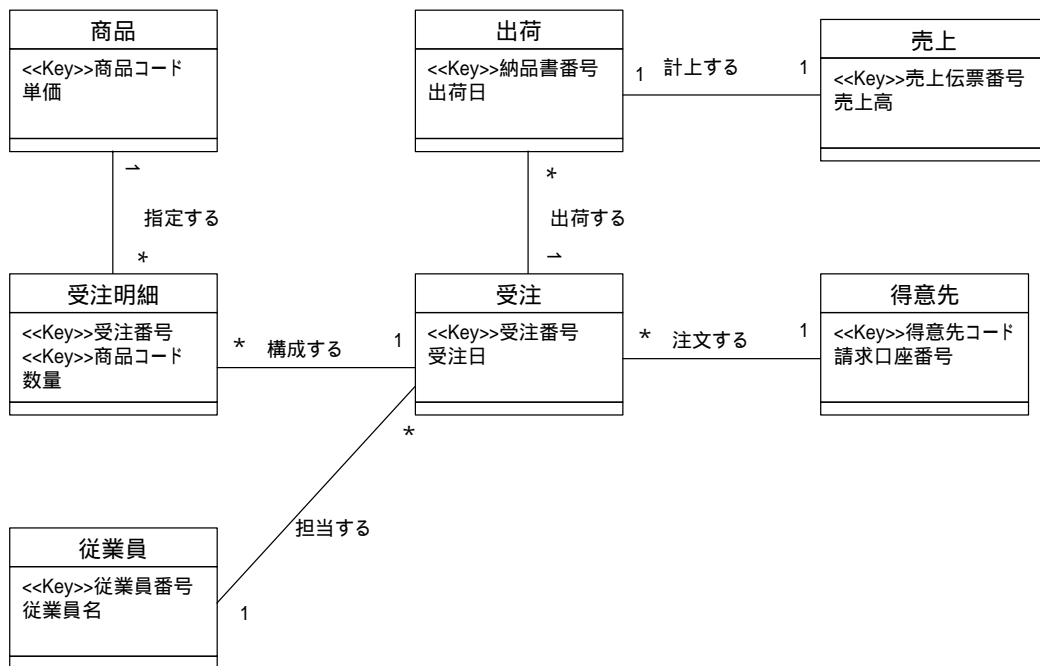 商品
<<Key>>商品コード
単価
出荷
<<Key>>納品書番号
出荷日
1
計上する
1
売上
<<Key>>売上伝票番号
売上高
1
指定する
*
*
出荷する
1
受注明細
<<Key>>受注番号
<<Key>>商品コード
数量
*
構成する
1
受注
<<Key>>受注番号
受注日
*
注文する
1
得意先
<<Key>>得意先コード
請求口座番号
*
担当する
1
従業員
<<Key>>従業員番号
従業員名